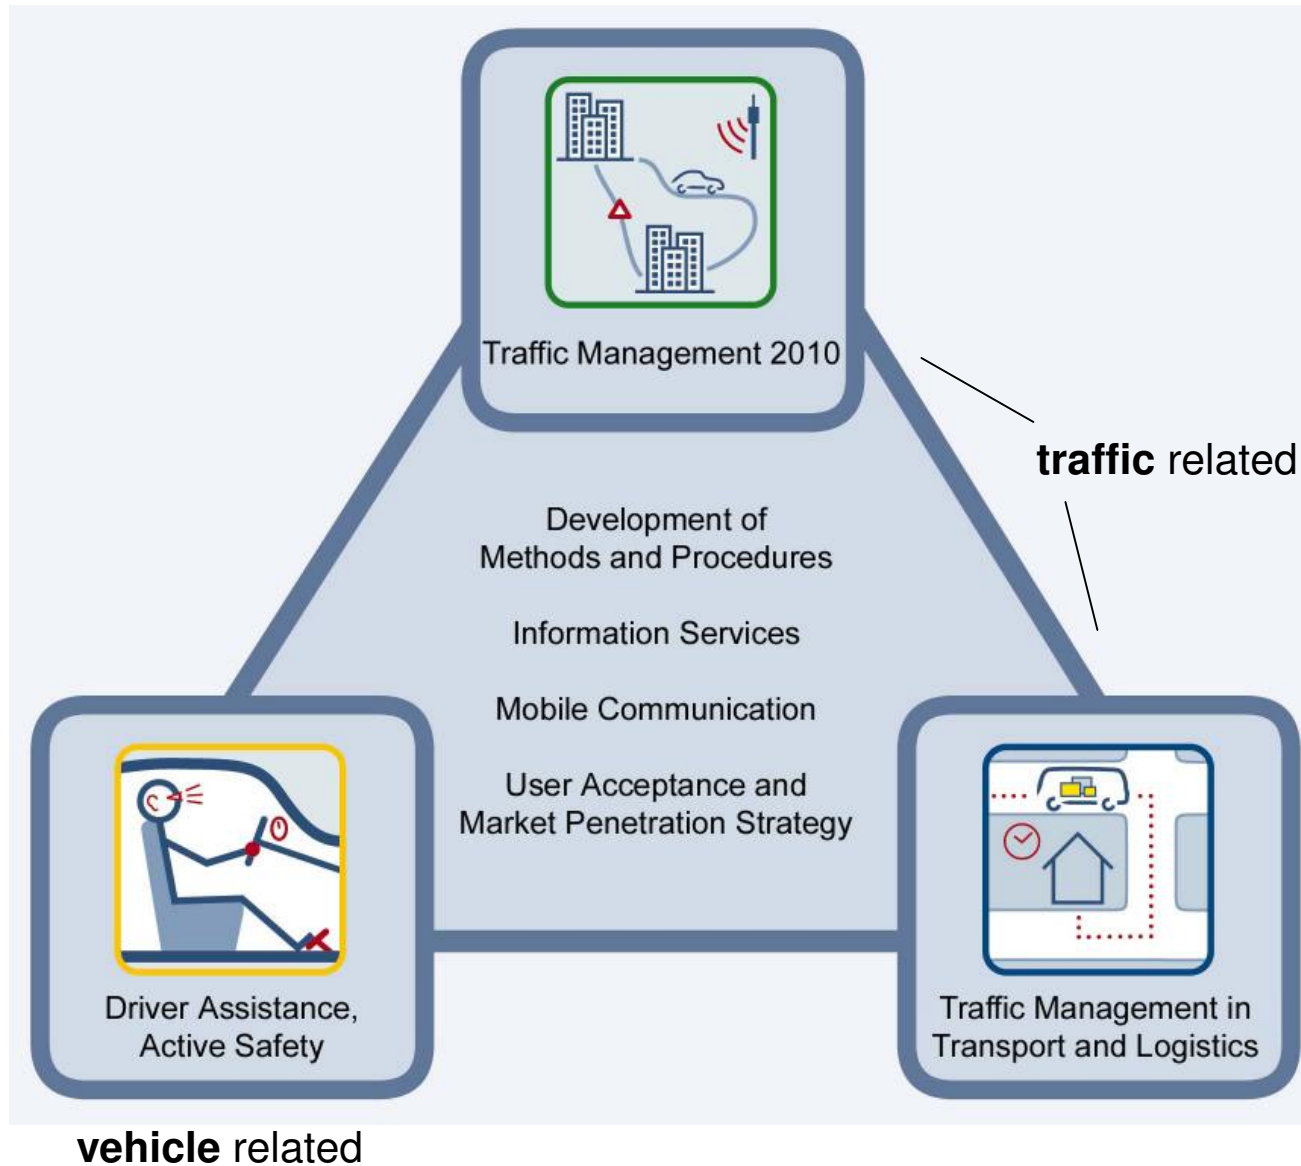 Traffic Management 2010
traffic related
Development of
Methods and Procedures
Information Services
Mobile Communication
User Acceptance and
Market Penetration Strategy
Driver Assistance,
Active Safety
Traffic Management in
Transport and Logistics
vehicle related